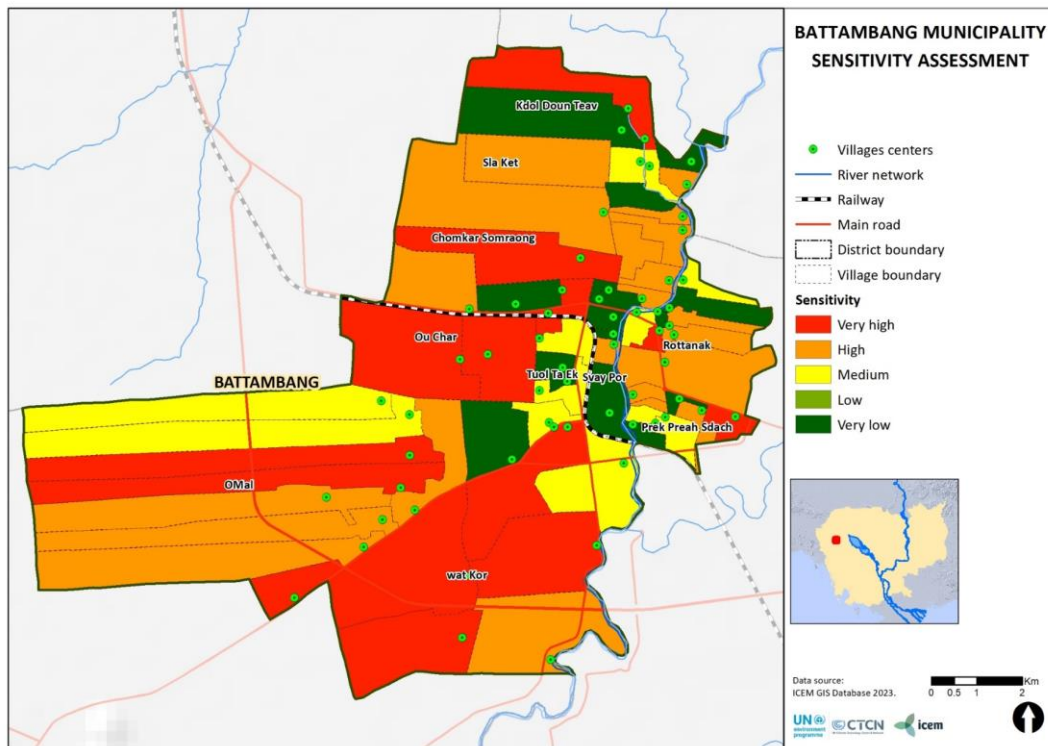 BATTAMBANG MUNICIPALITY
SENSITIVITY ASSESSMENT
Villages centers
River network
Railway
Main road
District boundary
Village boundary
Sensitivity
Very high
High
Medium
Low
Very low
Kdol Doun Teav
Sla Ket
Chomkar Somraong
Ou Char
Rottanak
Tuol Ta Ek
Svay Por
BATTAMBANG
Prek Preah Sdach
OMal
wat Kor
Data source:
ICEM GIS Database 2023.
Km
0 0.5 1 2
UN
environment
programme
CTCN
icem